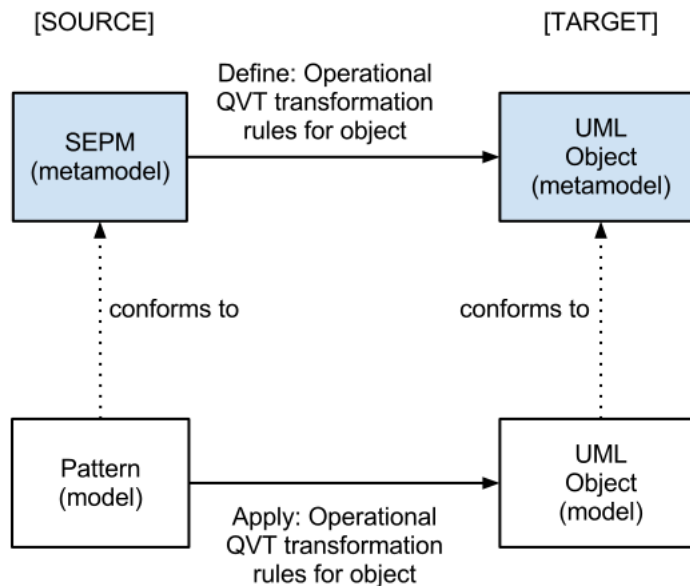 [SOURCE]
[TARGET]
Define: Operational
QVT transformation
rules for object
SEPM
(metamodel)
UML
Object
(metamodel)
conforms to
conforms to
Pattern
(model)
UML
Object
(model)
Apply: Operational
QVT transformation
rules for object